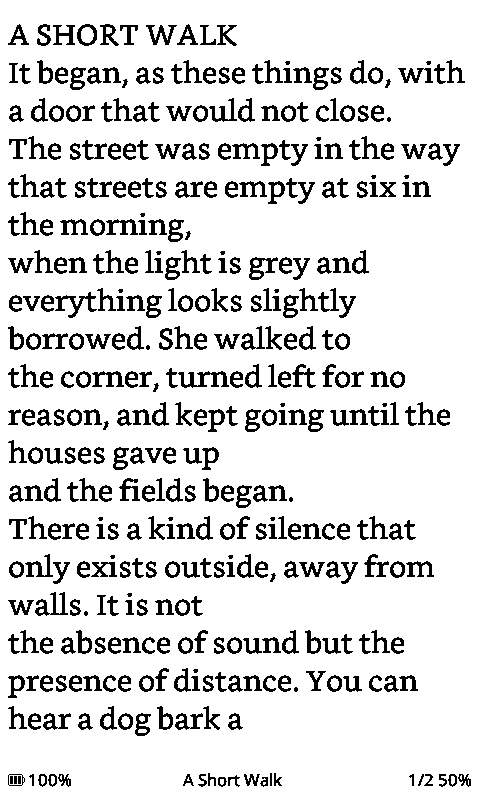 A SHORT WALK
It began, as these things do, with
a door that would not close.
The street was empty in the way
that streets are empty at six in
the morning,
when the light is grey and
everything looks slightly
borrowed. She walked to
the corner, turned left for no
reason, and kept going until the
houses gave up
and the fields began.
There is a kind of silence that
only exists outside, away from
walls. It is not
the absence of sound but the
presence of distance. You can
hear a dog bark a
100% A Short Walk 1/2 50%